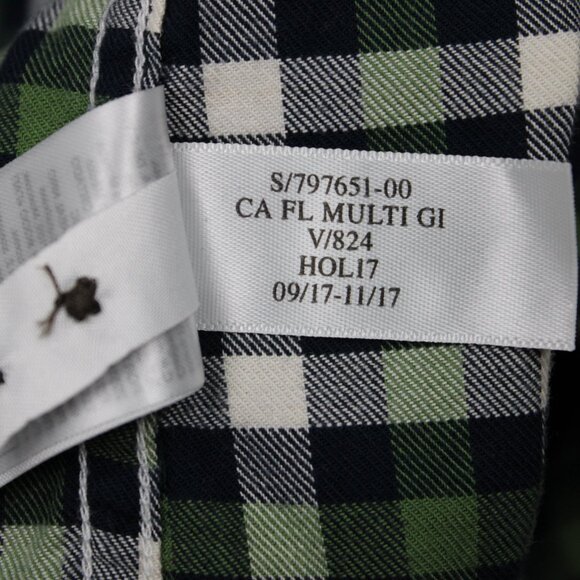 S/797651-00
CA FL MULTI GI
V/824
HOL17
09/17-11/17